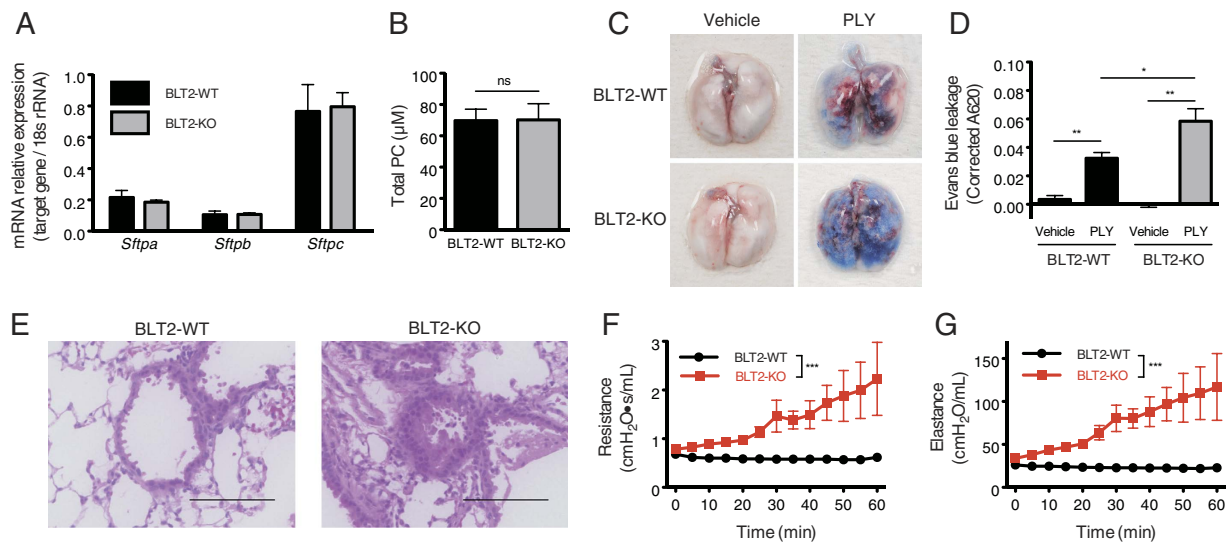 A
mRNA relative expression
(target gene / 18s rRNA)
1.0
0.8
0.6
0.4
0.2
0.0
BLT2-WT
BLT2-KO
Sftpa
Sftpb
Sftpc
B
Total PC (µM)
100
80
60
40
20
0
ns
BLT2-WT
BLT2-KO
C
Vehicle
PLY
BLT2-WT
BLT2-KO
D
Evans blue leakage
(Corrected A620)
0.10
0.08
0.06
0.04
0.02
0.00
**
*
**
Vehicle
PLY
Vehicle
PLY
BLT2-WT
BLT2-KO
E
BLT2-WT
BLT2-KO
F
Resistance
(cmH2O•s/mL)
3
2
1
0
BLT2-WT
BLT2-KO
***
0
10
20
30
40
50
60
Time (min)
G
Elastance
(cmH2O/mL)
150
100
50
0
BLT2-WT
BLT2-KO
***
0
10
20
30
40
50
60
Time (min)